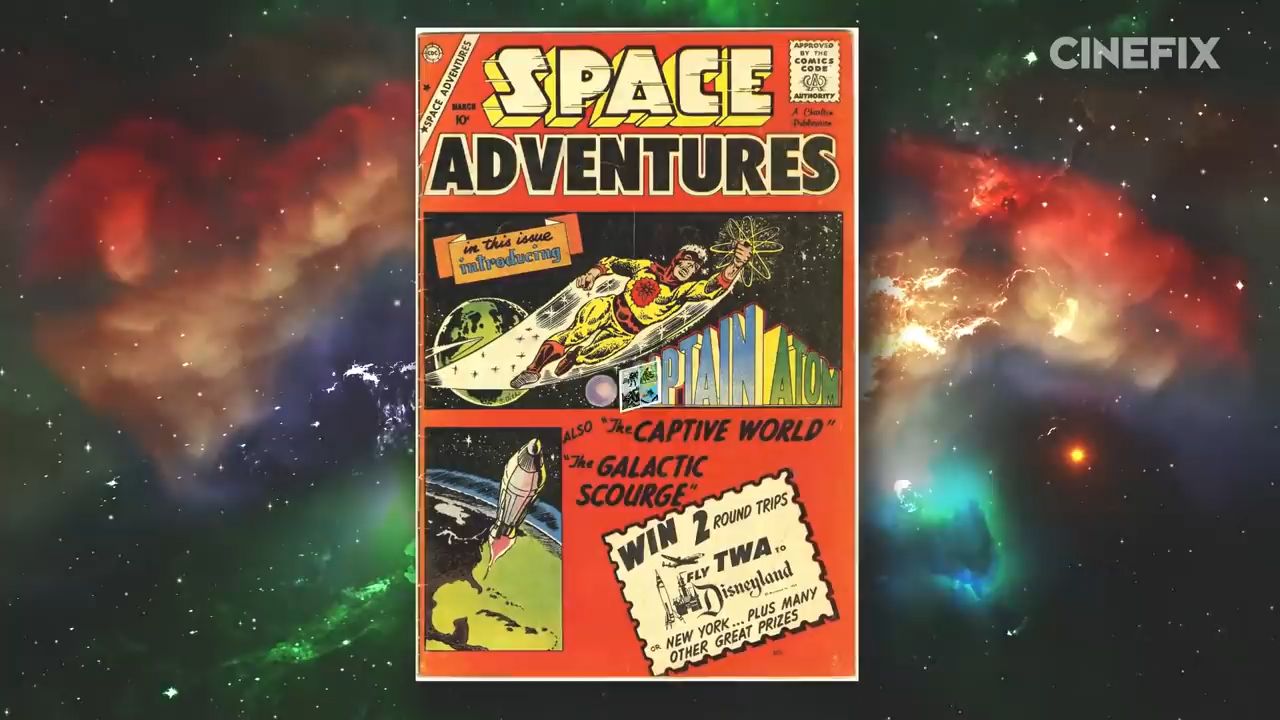 CINEFIX
SPACE ADVENTURES
CDC
MARCH
10¢
SPACE
ADVENTURES
APPROVED
BY THE
COMICS
CODE
AUTHORITY
A Charlton
Publication
in this issue
introducing
PTAIN ATOM
ALSO "The CAPTIVE WORLD"
"The GALACTIC
SCOURGE"
WIN 2 ROUND TRIPS
FLY TWA TO
Disneyland
OR NEW YORK... PLUS MANY
OTHER GREAT PRIZES